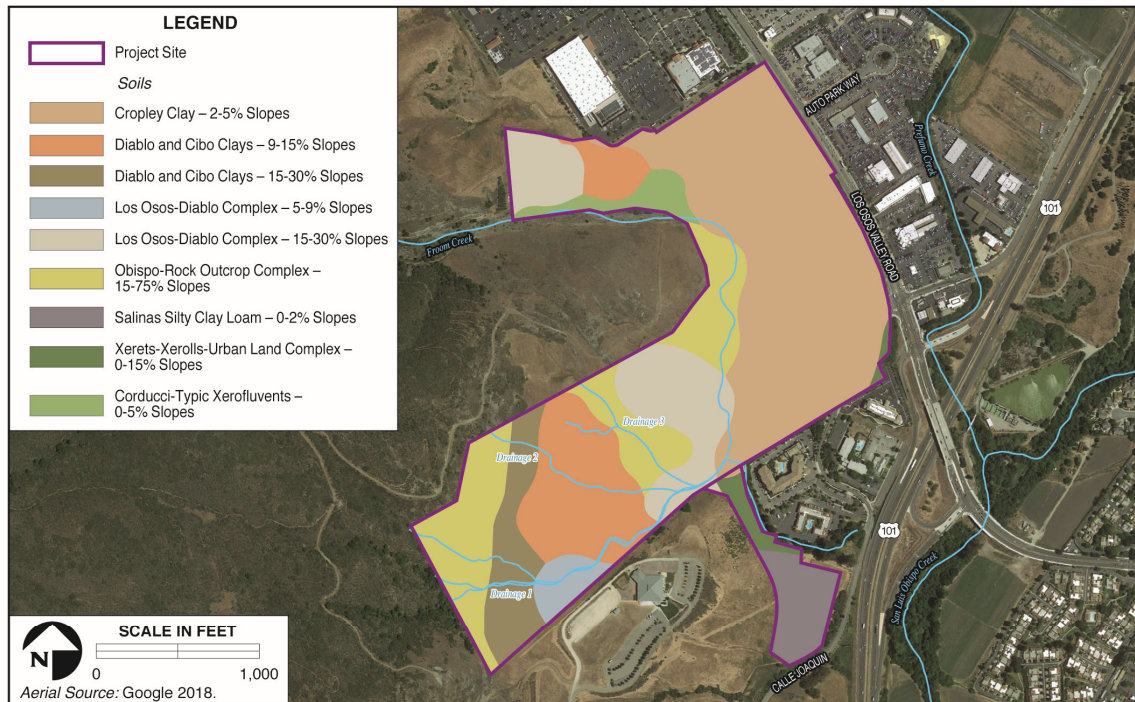 LEGEND
Project Site
Soils
Cropley Clay – 2-5% Slopes
Diablo and Cibo Clays – 9-15% Slopes
Diablo and Cibo Clays – 15-30% Slopes
Los Osos-Diablo Complex – 5-9% Slopes
Los Osos-Diablo Complex – 15-30% Slopes
Obispo-Rock Outcrop Complex –
15-75% Slopes
Salinas Silty Clay Loam – 0-2% Slopes
Xerets-Xerolls-Urban Land Complex –
0-15% Slopes
Corducci-Typic Xerofluvents –
0-5% Slopes
AUTO PARK WAY
Prefumo Creek
101
LOS OSOS VALLEY ROAD
Froom Creek
Drainage 3
Drainage 2
Drainage 1
101
San Luis Obispo Creek
CALLE JOAQUIN
N
SCALE IN FEET
0
1,000
Aerial Source: Google 2018.